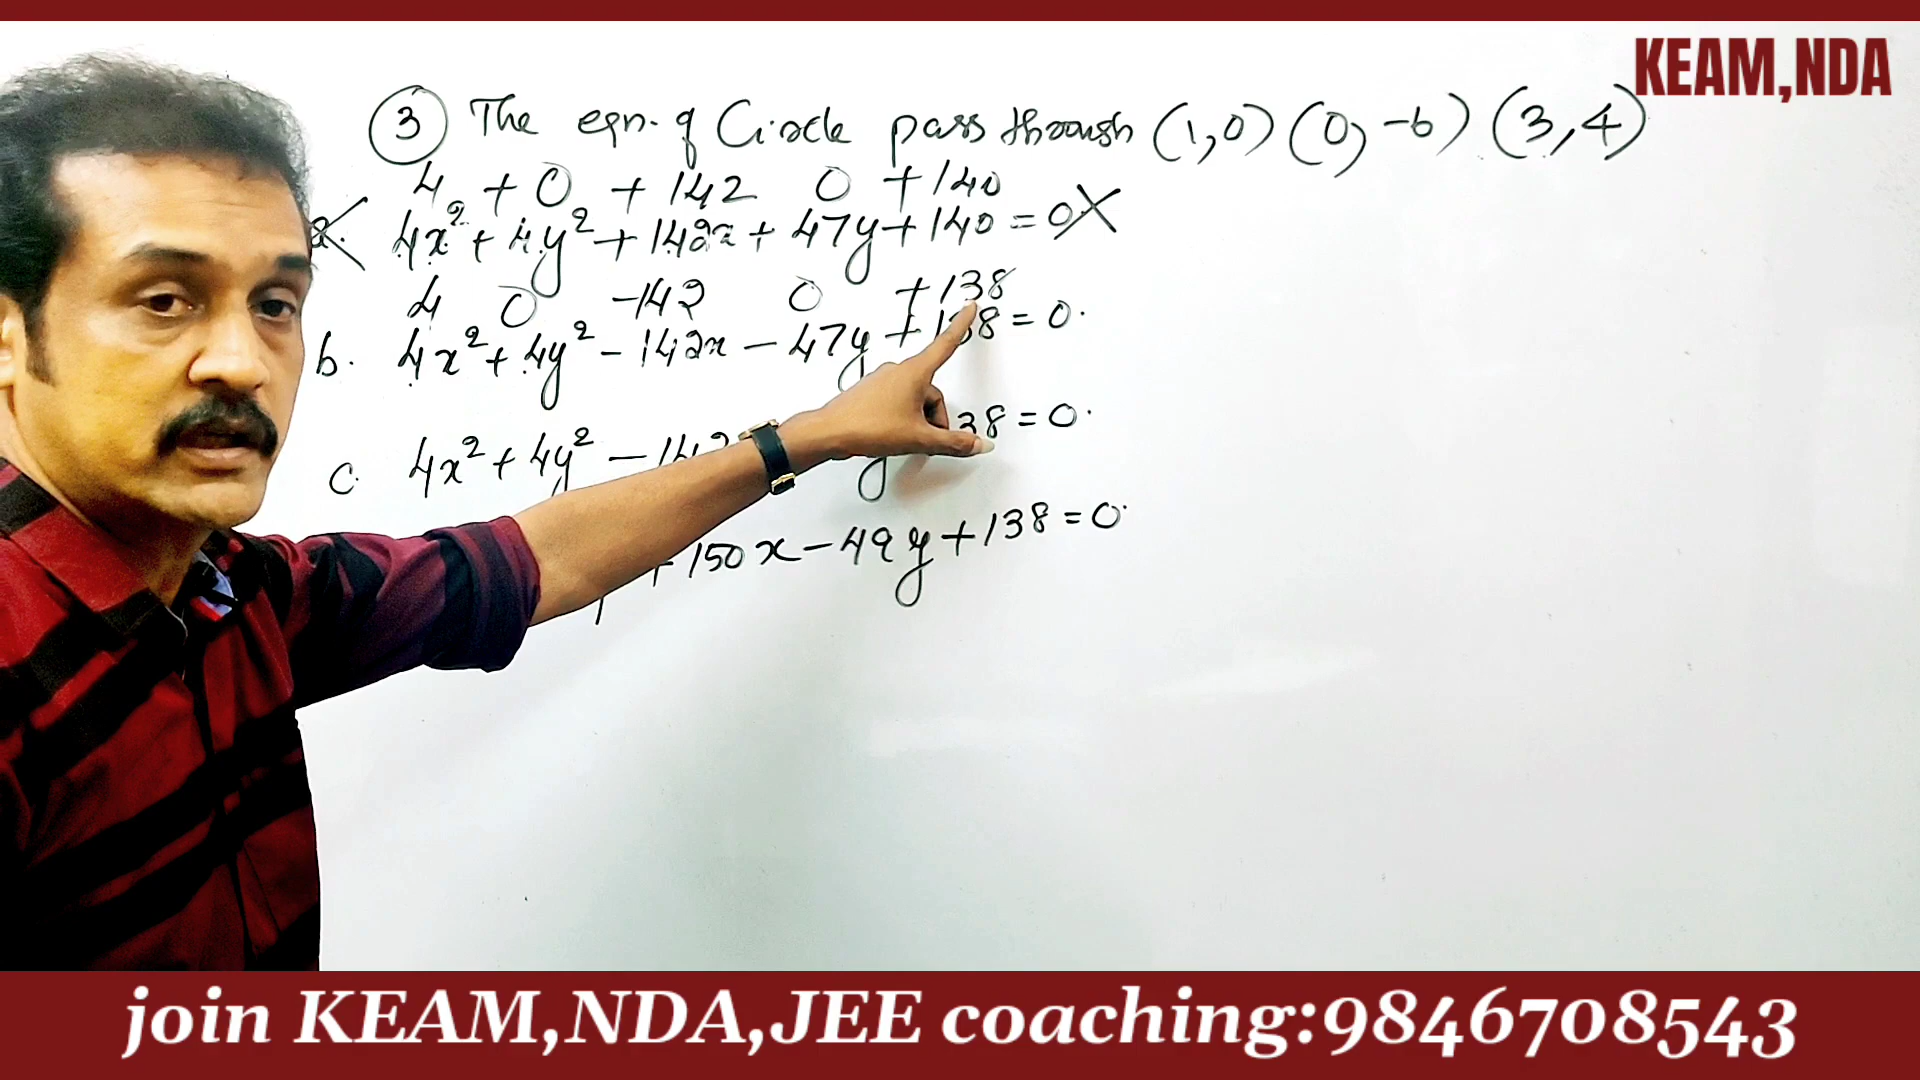 KEAM,NDA
③ The eqn. of Circle pass through (1,0) (0,-6) (3,4)
4 + 0 + 142 0 +140
a. 4x²+4y²+142x+47y+140=0 X
4 0 -142 0 +138
b. 4x²+4y²-142x-47y+138=0.
c. 4x²+4y²-142 y 38=0.
+150x-49y+138=0.
join KEAM,NDA,JEE coaching:9846708543